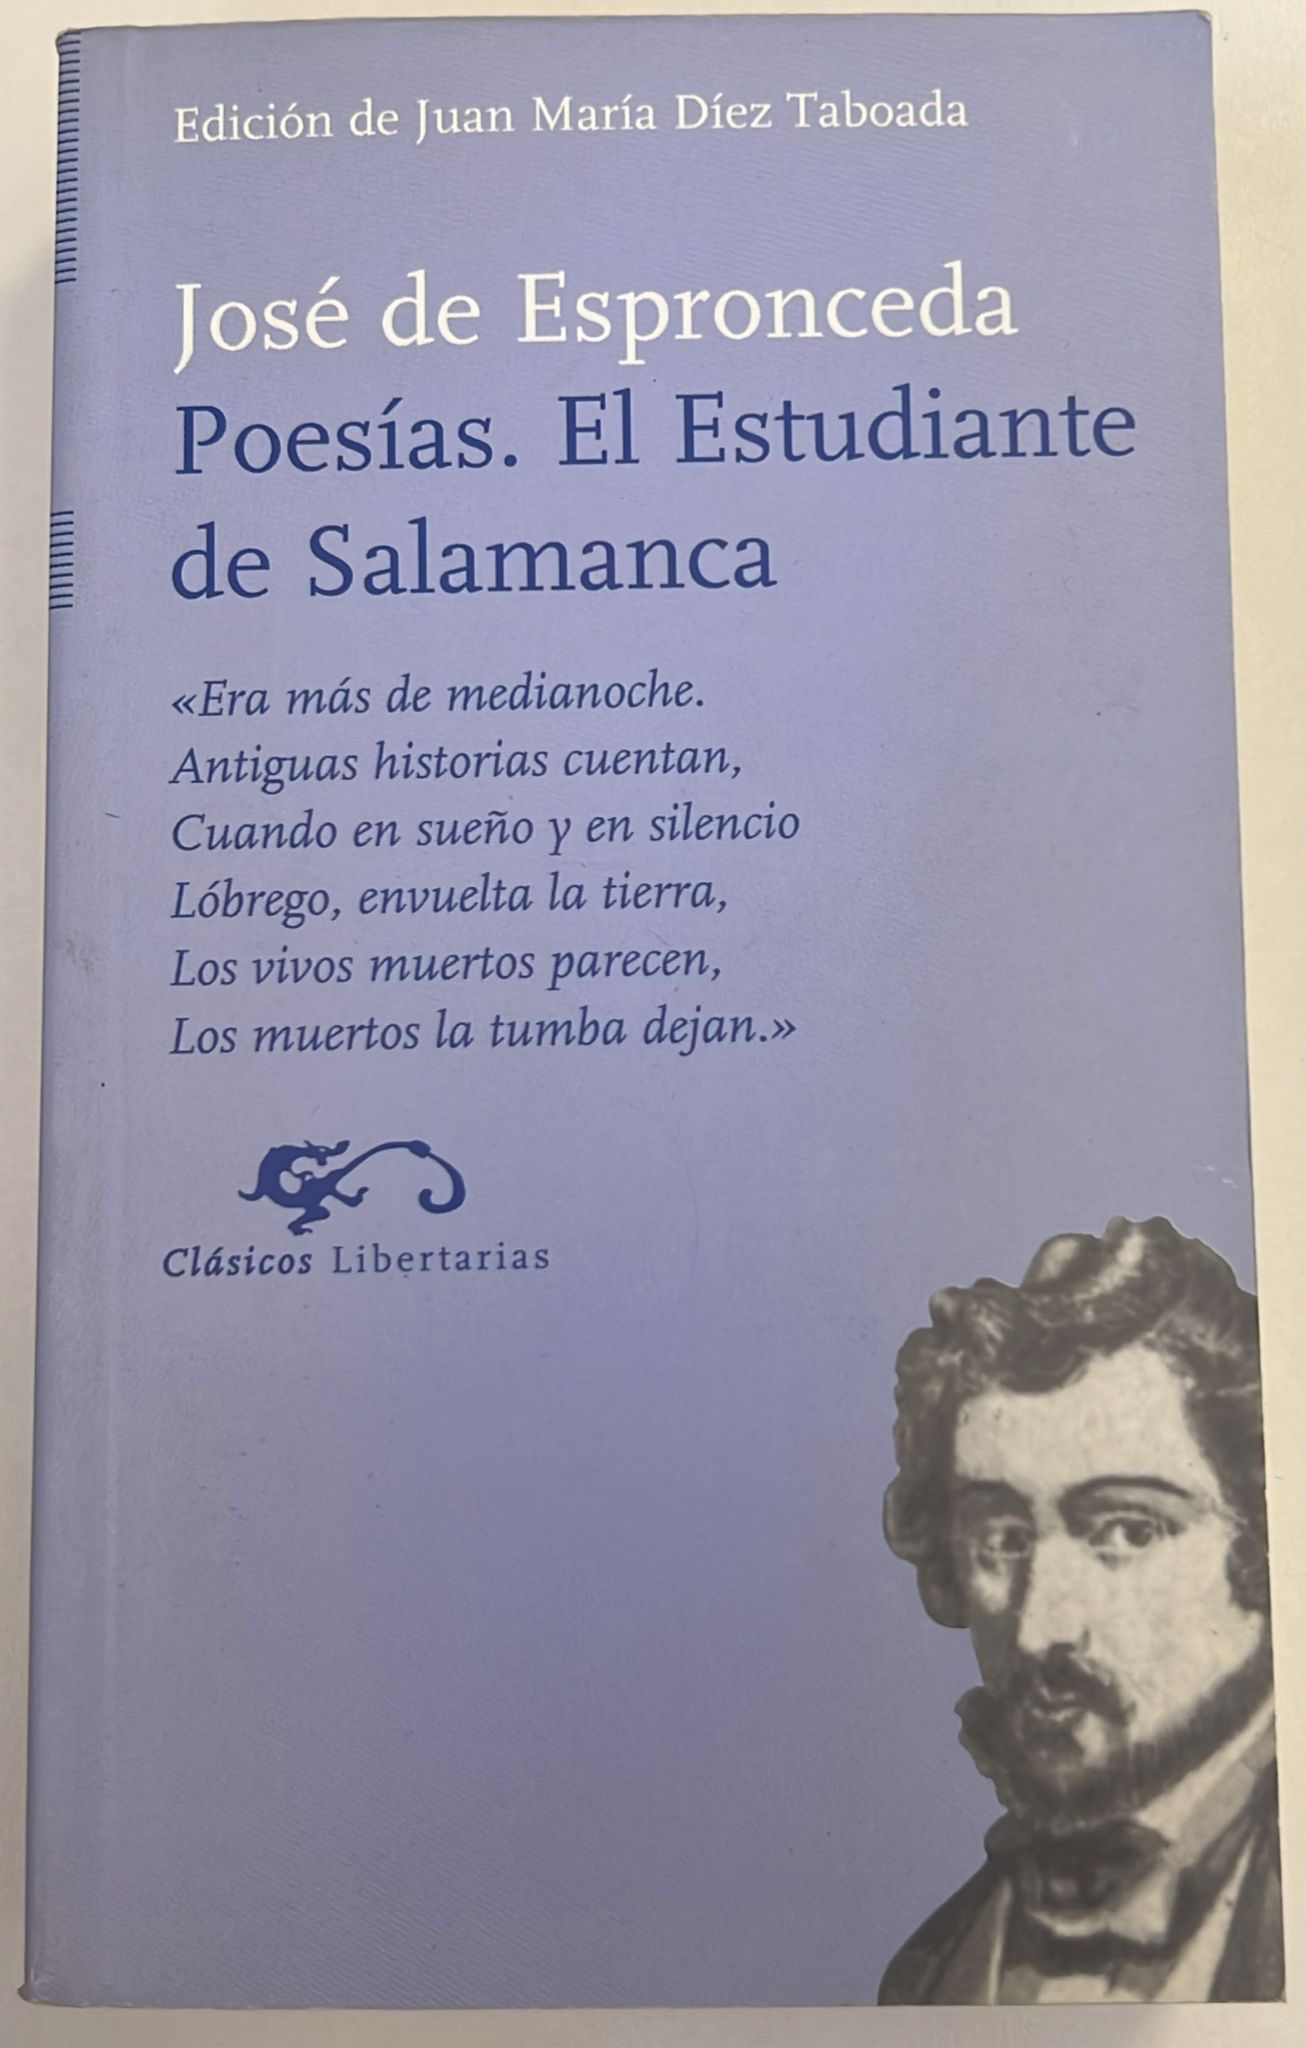 Edición de Juan María Díez Taboada
José de Espronceda
Poesías. El Estudiante
de Salamanca
«Era más de medianoche.
Antiguas historias cuentan,
Cuando en sueño y en silencio
Lóbrego, envuelta la tierra,
Los vivos muertos parecen,
Los muertos la tumba dejan.»
Clásicos Libertarias